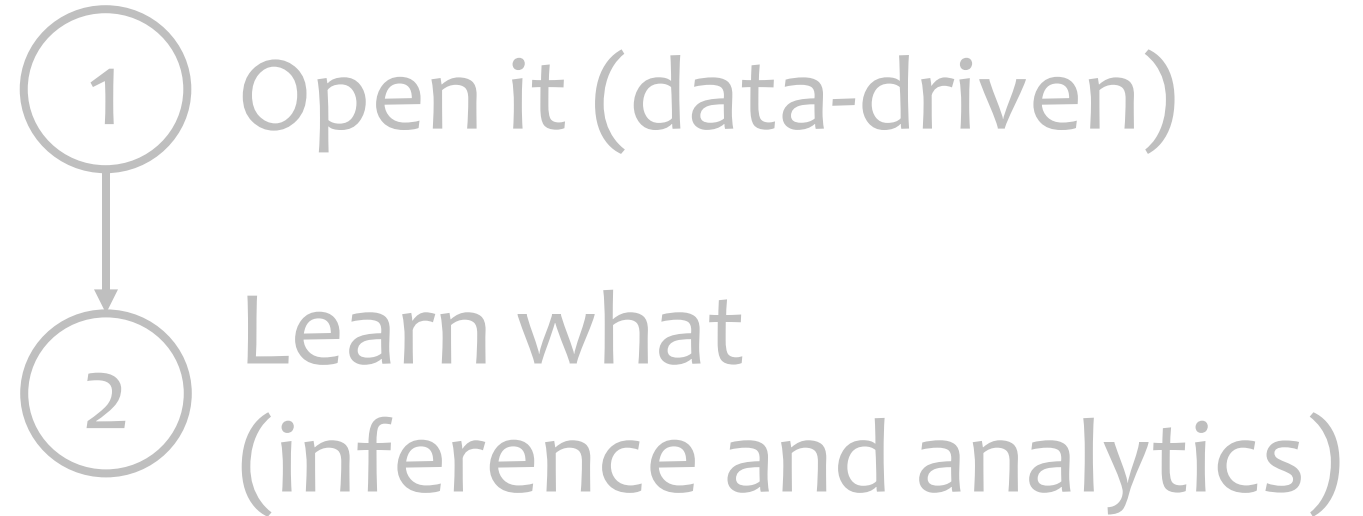 1 Open it (data-driven)
Learn what
2
(inference and analytics)